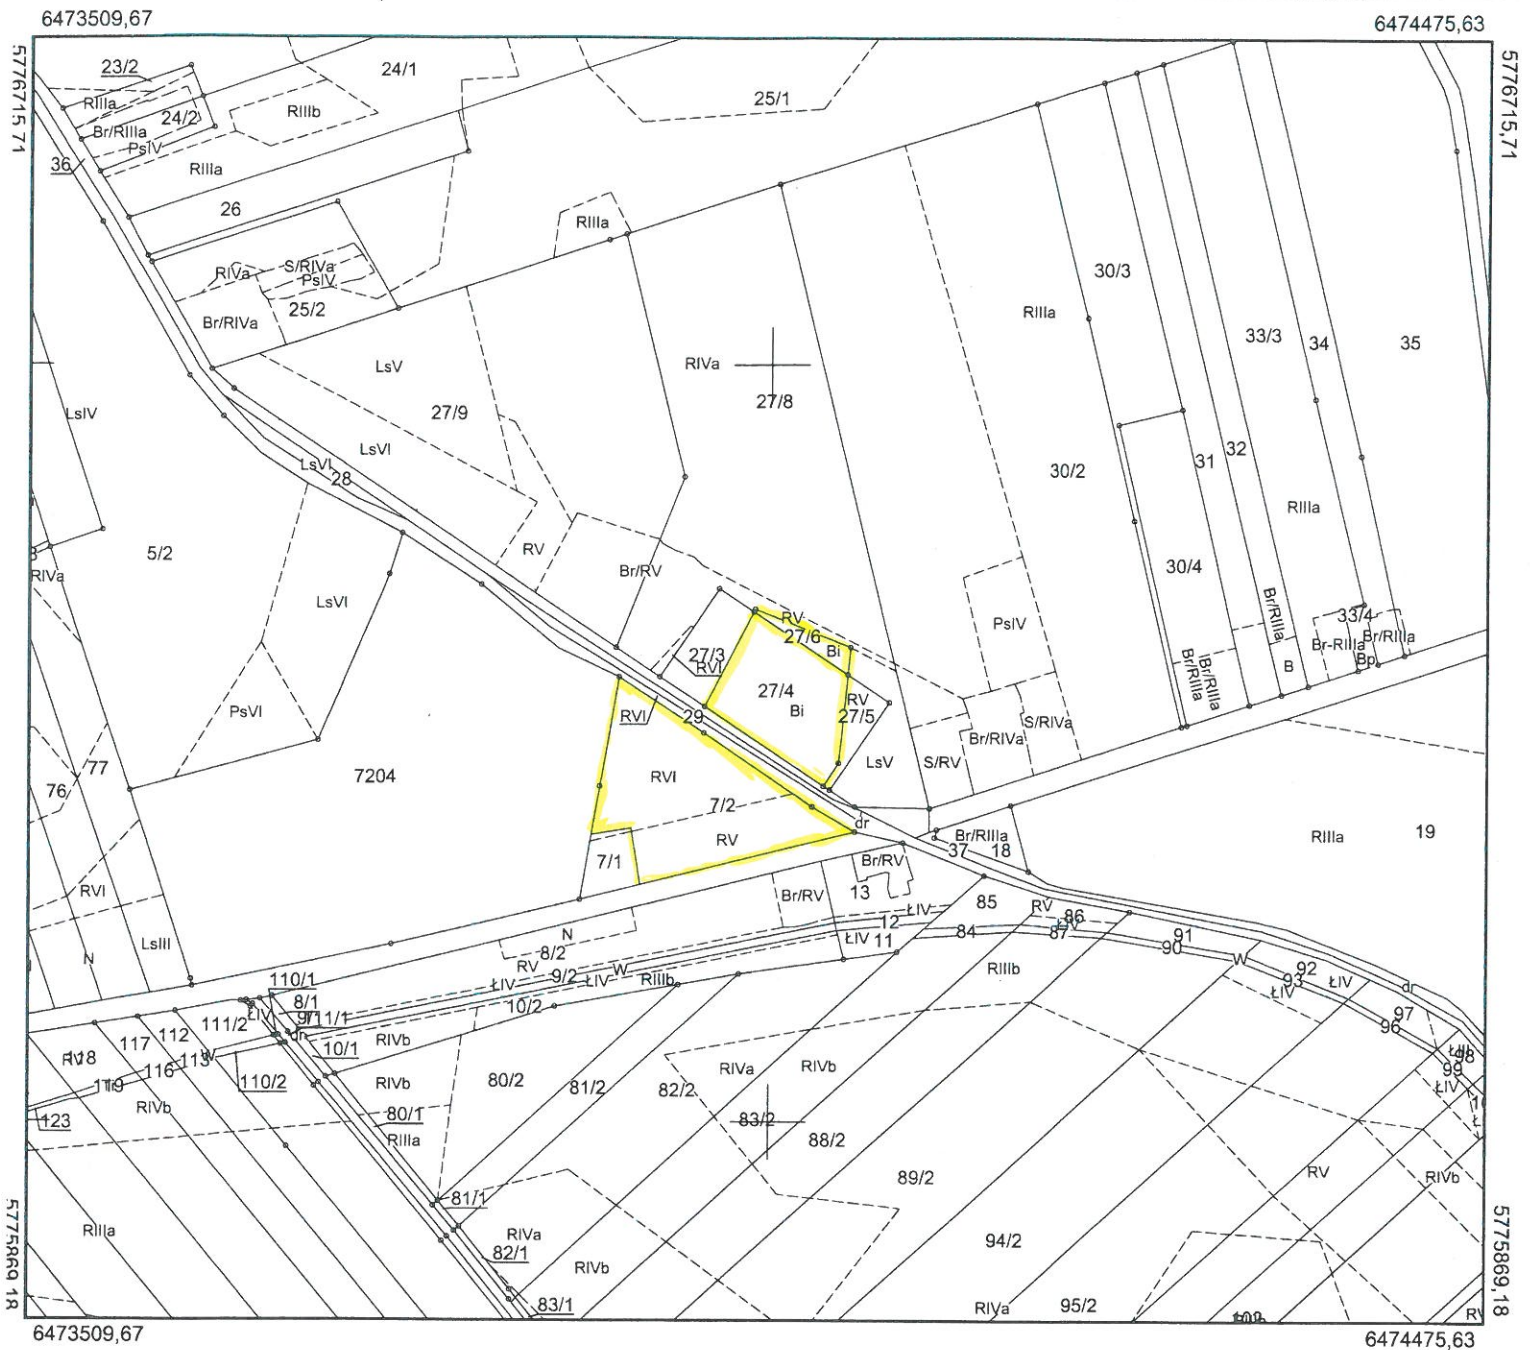 6473509,67 6474475,63
5776715,71 5776715,71
23/2 24/1
RIIIa 24/2 RIIIb 25/1
Br/RIIIa
PsIV
36 RIIIa
26
RIIIa
RIVa S/RIVa
PsIV
25/2 30/3
Br/RIVa RIIIa
33/3 34 35
LsV RIVa
27/8
27/9
LsIV
LsVI
LsVI
28 30/2 31 32
RIIIa
5/2 RV
Br/RV 30/4
RIVa
LsVI Br/RIIIa
RV PsIV 33/4
27/6 Br-RIIIa Br/RIIIa
27/3 Bi Bp
RVI B
27/4 RV Br/RIIIa Br/RIIIa
PsVI RVI 29 Bi 27/5 S/RIVa
Br/RIVa
77 LsV S/RV
7204 RVI
76 7/2
dr
RV Br/RIIIa RIIIa 19
37 18
7/1 Br/RV
RVI Br/RV 13
85 RV
ŁIV 86
12 ŁIV
N 84 87 91
LsIII 8/2 ŁIV 11 90
N RV W
9/2 W 92
110/1 ŁIV ŁIV RIIIb RIIIb 93 ŁIV dr
8/1 10/2 ŁIV 97
111/2 ŁIV 96
112
117 dr RIVb
118 W 10/1 98
113 RIVa RIVb 99
116 110/2 RIVb 80/2 81/2 82/2 ŁIV
119
RIVb
123 80/1 83/2
RIIIa 88/2
89/2 RV RIVb
81/1
RIIIa RIVa
82/1 94/2
RIVb
83/1 RIVa 95/2
5775869,18 5775869,18
6473509,67 6474475,63